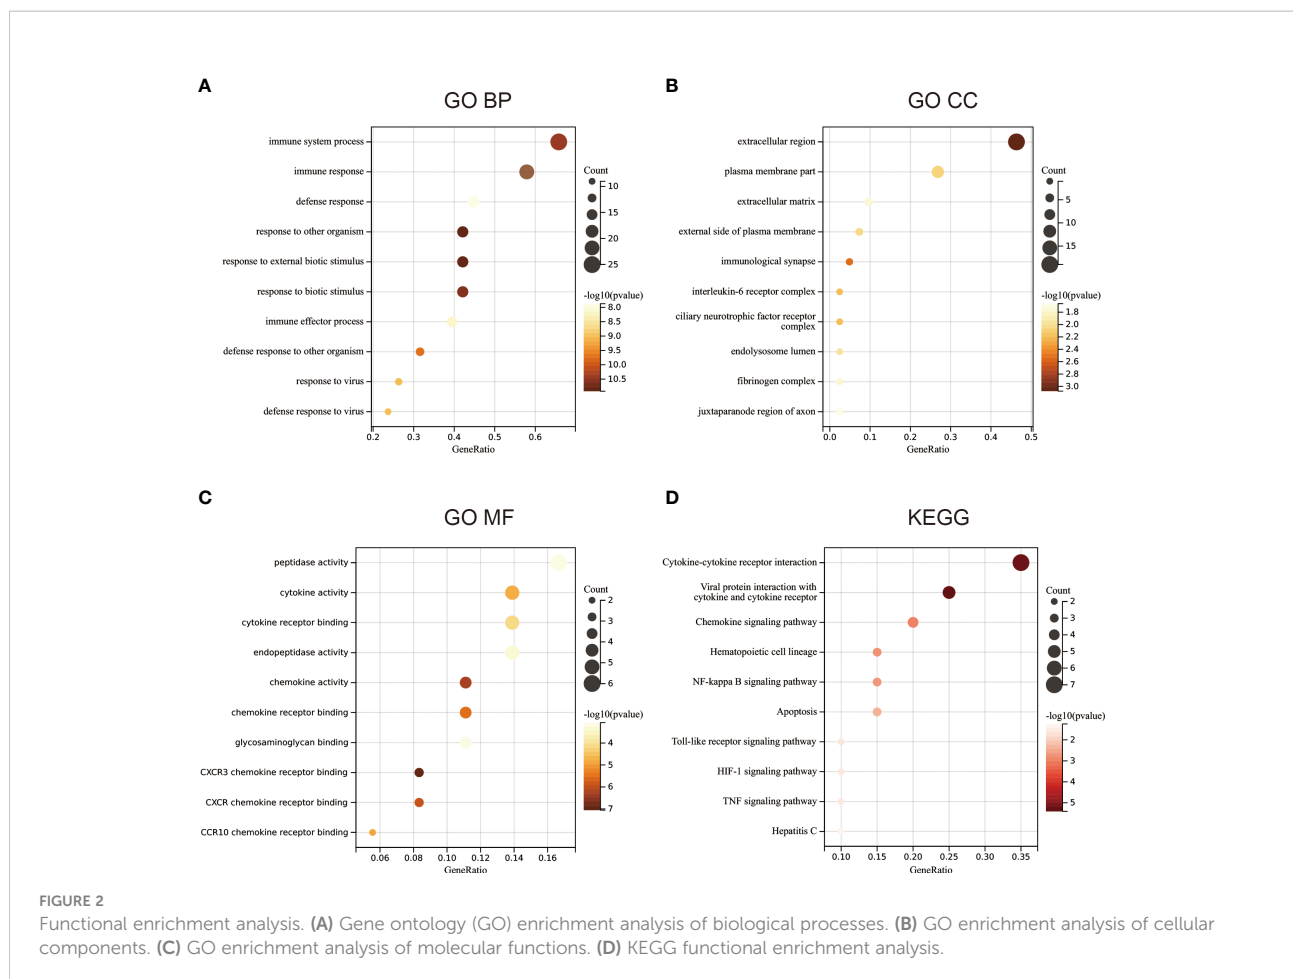 A
GO BP
immune system process
immune response
defense response
response to other organism
response to external biotic stimulus
response to biotic stimulus
immune effector process
defense response to other organism
response to virus
defense response to virus
0.2 0.3 0.4 0.5 0.6
GeneRatio
Count
10
15
20
25
-log10(pvalue)
8.0
8.5
9.0
9.5
10.0
10.5
B
GO CC
extracellular region
plasma membrane part
extracellular matrix
external side of plasma membrane
immunological synapse
interleukin-6 receptor complex
ciliary neurotrophic factor receptor
complex
endolysosome lumen
fibrinogen complex
juxtaparanode region of axon
0.0 0.1 0.2 0.3 0.4 0.5
GeneRatio
Count
5
10
15
-log10(pvalue)
1.8
2.0
2.2
2.4
2.6
2.8
3.0
C
GO MF
peptidase activity
cytokine activity
cytokine receptor binding
endopeptidase activity
chemokine activity
chemokine receptor binding
glycosaminoglycan binding
CXCR3 chemokine receptor binding
CXCR chemokine receptor binding
CCR10 chemokine receptor binding
0.06 0.08 0.10 0.12 0.14 0.16
GeneRatio
Count
2
3
4
5
6
-log10(pvalue)
4
5
6
7
D
KEGG
Cytokine-cytokine receptor interaction
Viral protein interaction with
cytokine and cytokine receptor
Chemokine signaling pathway
Hematopoietic cell lineage
NF-kappa B signaling pathway
Apoptosis
Toll-like receptor signaling pathway
HIF-1 signaling pathway
TNF signaling pathway
Hepatitis C
0.10 0.15 0.20 0.25 0.30 0.35
GeneRatio
Count
2
3
4
5
6
7
-log10(pvalue)
2
3
4
5
FIGURE 2
Functional enrichment analysis. (A) Gene ontology (GO) enrichment analysis of biological processes. (B) GO enrichment analysis of cellular
components. (C) GO enrichment analysis of molecular functions. (D) KEGG functional enrichment analysis.